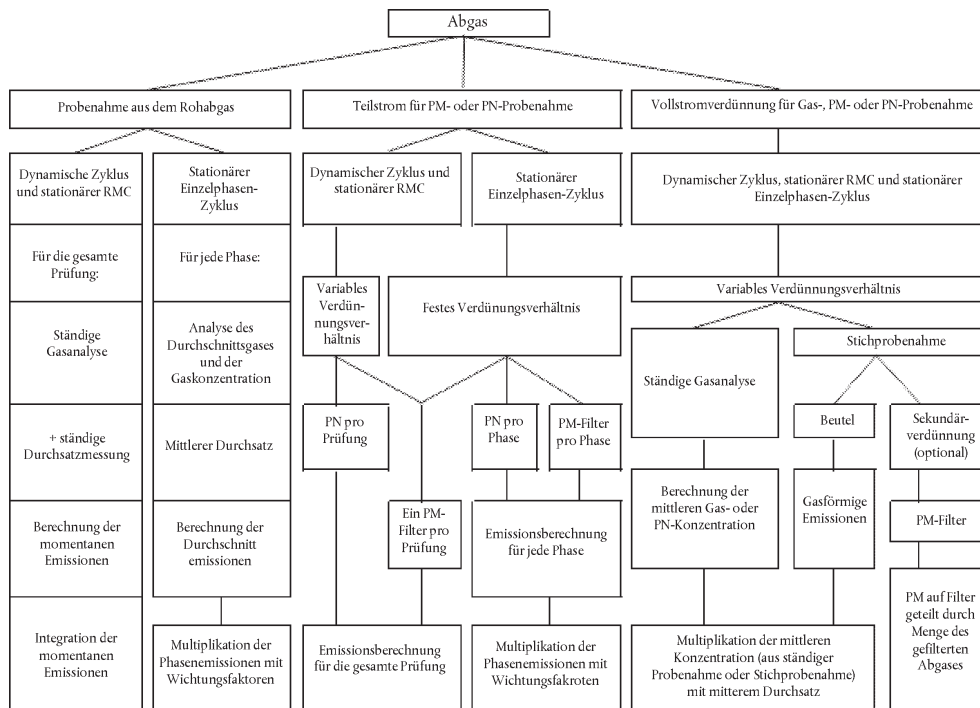 Abgas
Probenahme aus dem Rohabgas
Teilstrom für PM- oder PN-Probenahme
Vollstromverdünnung für Gas-, PM- oder PN-Probenahme
Dynamische Zyklus
und stationärer RMC
Stationärer
Einzelphasen-
Zyklus
Dynamischer Zyklus und
stationärer RMC
Stationärer
Einzelphasen-Zyklus
Dynamischer Zyklus, stationärer RMC und stationärer
Einzelphasen-Zyklus
Für die gesamte
Prüfung:
Für jede Phase:
Variables
Verdün-
nungsver-
hältnis
Festes Verdünungsverhältnis
Variables Verdünnungsverhältnis
Ständige
Gasanalyse
Analyse des
Durchschnittsgases
und der
Gaskonzentration
Ständige Gasanalyse
Stichprobenahme
+ ständige
Durchsatzmessung
Mittlerer Durchsatz
PN pro
Prüfung
PN pro
Phase
PM-Filter
pro Phase
Beutel
Sekundär-
verdünnung
(optional)
Berechnung der
momentanen
Emissionen
Berechnung der
Durchschnitt
emissionen
Ein PM-
Filter pro
Prüfung
Emissionsberechnung
für jede Phase
Berechnung der
mittleren Gas- oder
PN-Konzentration
Gasförmige
Emissionen
PM-Filter
Integration der
momentanen
Emissionen
Multiplikation der
Phasenemissionen mit
Wichtungsfaktoren
Emissionsberechnung
für die gesamte Prüfung
Multiplikation der
Phasenemissionen mit
Wichtungsfakroten
Multiplikation der mittleren
Konzentration (aus ständiger
Probenahme oder Stichprobenahme)
mit mitterem Durchsatz
PM auf Filter
geteilt durch
Menge des
gefilterten
Abgases